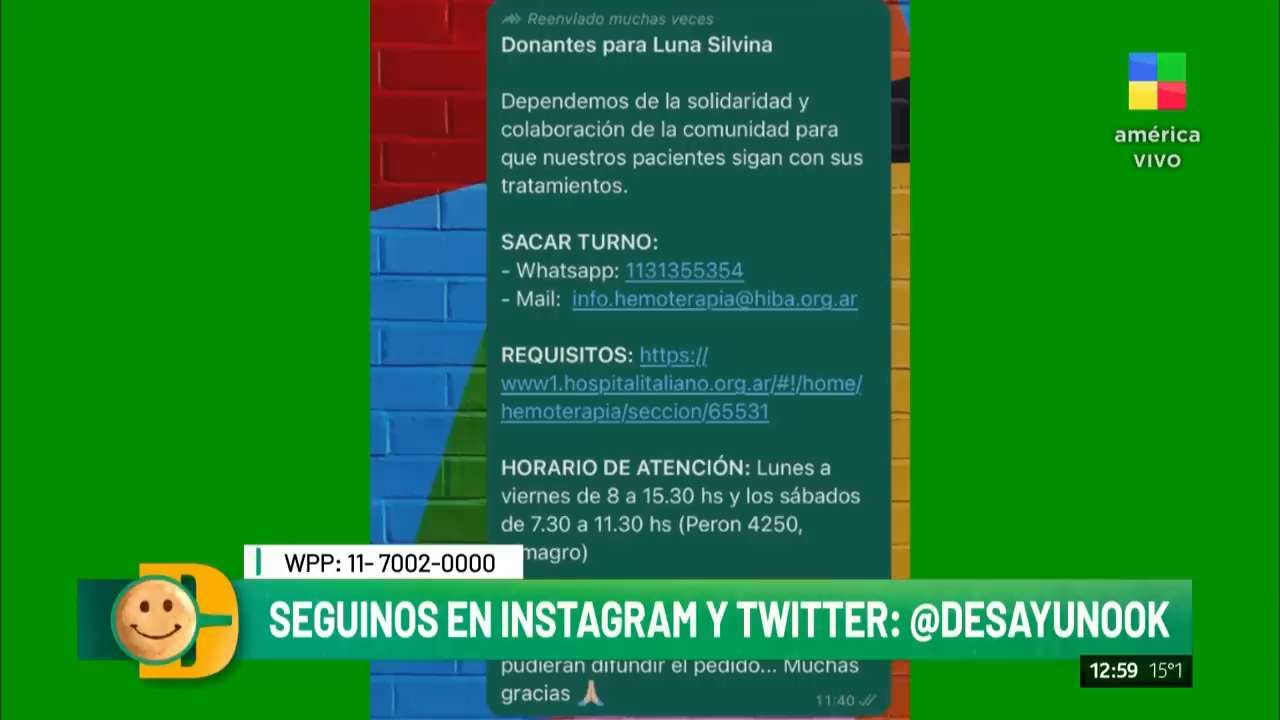 Reenviado muchas veces
Donantes para Luna Silvina
Dependemos de la solidaridad y
colaboración de la comunidad para
que nuestros pacientes sigan con sus
tratamientos.
SACAR TURNO:
- Whatsapp: 1131355354
- Mail: info.hemoterapia@hiba.org.ar
REQUISITOS: https://
www1.hospitalitaliano.org.ar/#!/home/
hemoterapia/seccion/65531
HORARIO DE ATENCIÓN: Lunes a
viernes de 8 a 15.30 hs y los sábados
de 7.30 a 11.30 hs (Peron 4250,
magro)
pudieran difundir el pedido... Muchas
gracias 🙏🏼
11:40
américa
VIVO
WPP: 11-7002-0000
SEGUINOS EN INSTAGRAM Y TWITTER: @DESAYUNOOK
12:59 15°1